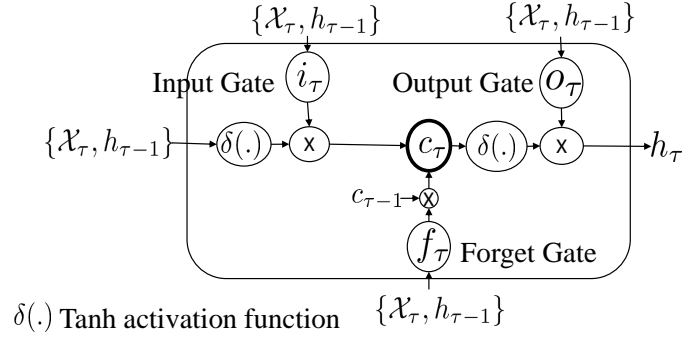 {𝒳_τ, h_{τ−1}} {𝒳_τ, h_{τ−1}}
Input Gate i_τ Output Gate o_τ
{𝒳_τ, h_{τ−1}} δ(.) x c_τ δ(.) x h_τ
c_{τ−1} x
f_τ Forget Gate
{𝒳_τ, h_{τ−1}}
δ(.) Tanh activation function